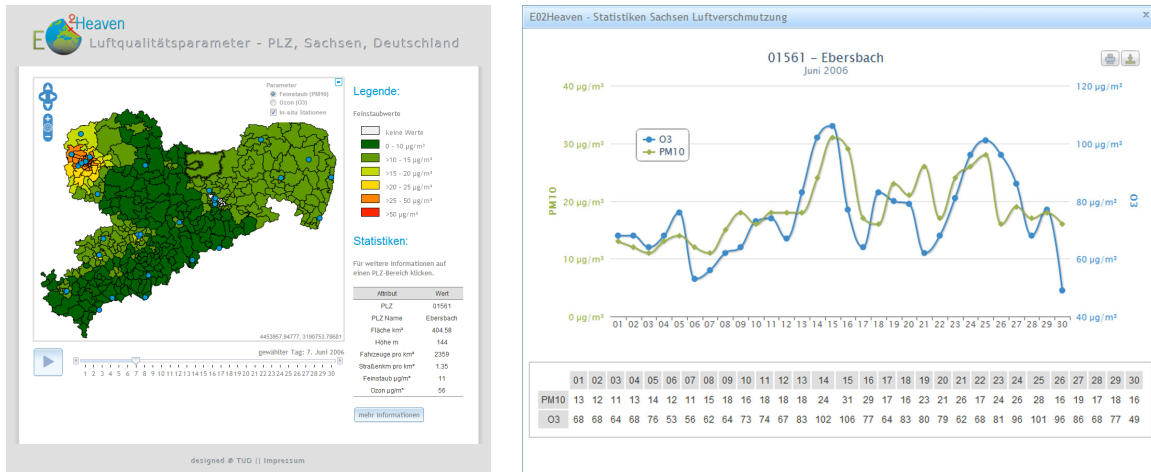 E2Heaven
Luftqualitätsparameter - PLZ, Sachsen, Deutschland
Parameter
Feinstaub (PM10)
Ozon (O3)
In-situ Stationen
4453957.94777, 3190753.78681
Legende:
Feinstaubwerte
keine Werte
0 - 10 µg/m³
>10 - 15 µg/m³
>15 - 20 µg/m³
>20 - 25 µg/m³
>25 - 50 µg/m³
>50 µg/m³
Statistiken:
Für weitere Informationen auf
einen PLZ-Bereich klicken.
Attribut Wert
PLZ 01561
PLZ Name Ebersbach
Fläche km² 404.58
Höhe m 144
Fahrzeuge pro km² 2359
Straßenkm pro km² 1.35
Feinstaub µg/m³ 11
Ozon µg/m³ 56
mehr Informationen
gewählter Tag: 7. Juni 2006
1 2 3 4 5 6 7 8 9 10 11 12 13 14 15 16 17 18 19 20 21 22 23 24 25 26 27 28 29 30
designed @ TUD || Impressum
E02Heaven - Statistiken Sachsen Luftverschmutzung x
01561 – Ebersbach
Juni 2006
40 µg/m³ 120 µg/m³
30 µg/m³ 100 µg/m³
20 µg/m³ 80 µg/m³
10 µg/m³ 60 µg/m³
0 µg/m³ 40 µg/m³
PM10
O3
O3
PM10
01 02 03 04 05 06 07 08 09 10 11 12 13 14 15 16 17 18 19 20 21 22 23 24 25 26 27 28 29 30
01 02 03 04 05 06 07 08 09 10 11 12 13 14 15 16 17 18 19 20 21 22 23 24 25 26 27 28 29 30
PM10 13 12 11 13 14 12 11 15 18 16 18 18 18 24 31 29 17 16 23 21 26 17 24 26 28 16 19 17 18 16
O3 68 68 64 68 76 53 56 62 64 73 74 67 83 102 106 77 64 83 80 79 62 68 81 96 101 96 86 68 77 49